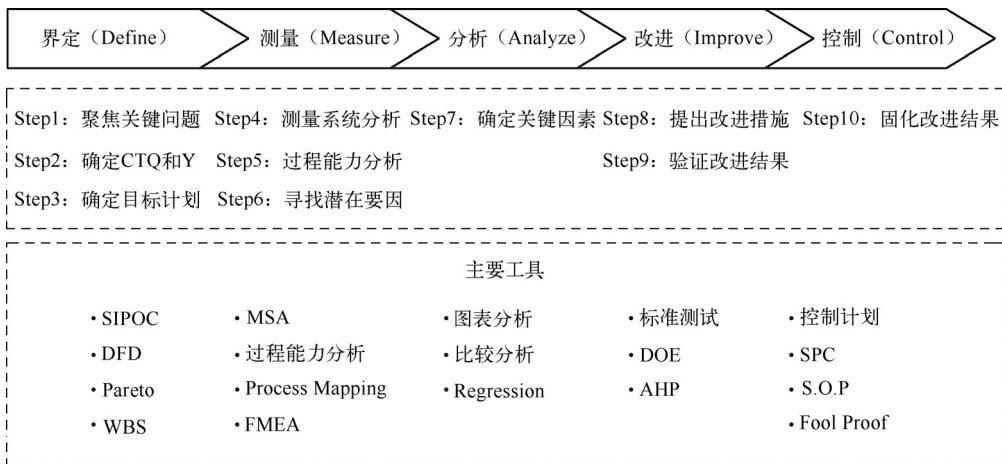 界定（Define） 测量（Measure） 分析（Analyze） 改进（Improve） 控制（Control）
Step1：聚焦关键问题 Step4：测量系统分析 Step7：确定关键因素 Step8：提出改进措施 Step10：固化改进结果
Step2：确定CTQ和Y Step5：过程能力分析 Step9：验证改进结果
Step3：确定目标计划 Step6：寻找潜在要因
主要工具
·SIPOC ·MSA ·图表分析 ·标准测试 ·控制计划
·DFD ·过程能力分析 ·比较分析 ·DOE ·SPC
·Pareto ·Process Mapping ·Regression ·AHP ·S.O.P
·WBS ·FMEA ·Fool Proof